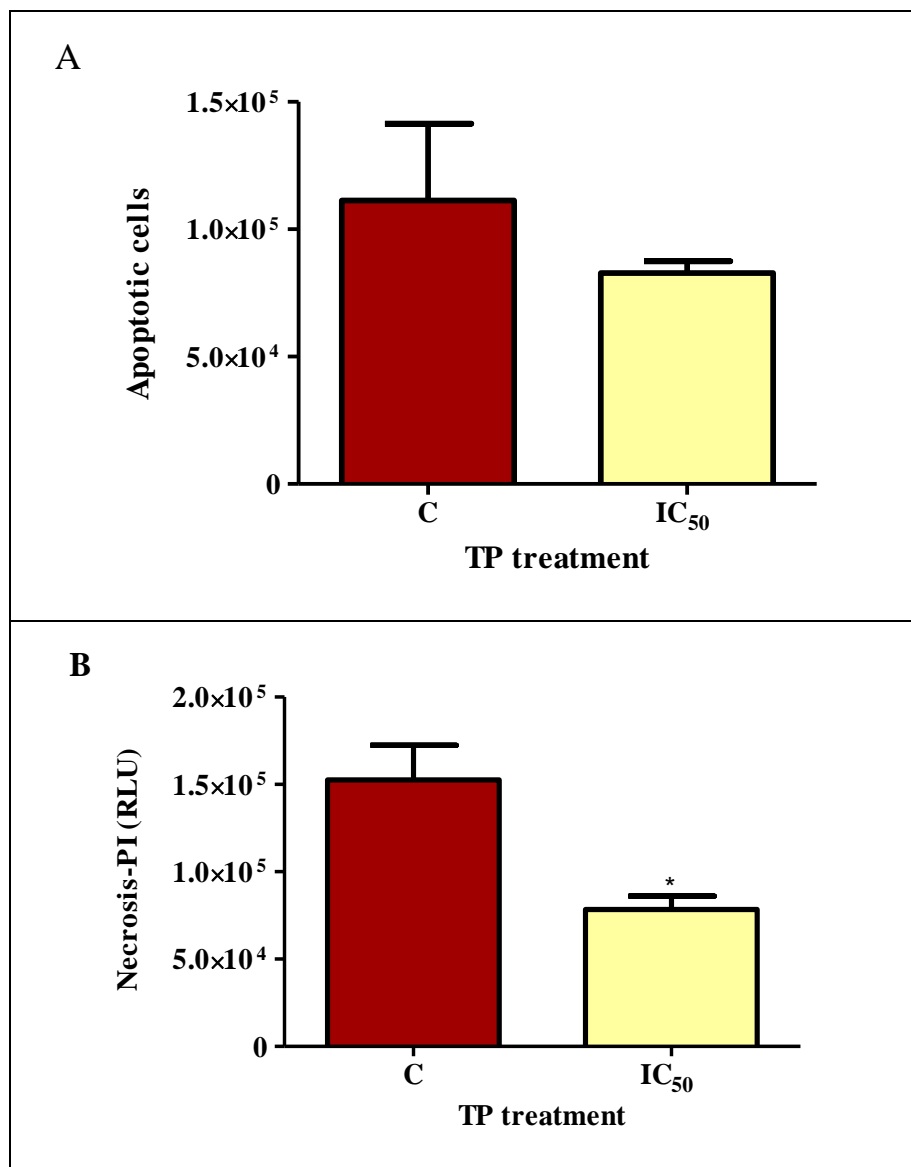 A
1.5×10⁵
1.0×10⁵
5.0×10⁴
0
Apoptotic cells
C IC₅₀
TP treatment
B
2.0×10⁵
1.5×10⁵
1.0×10⁵
5.0×10⁴
0
Necrosis-PI (RLU)
*
C IC₅₀
TP treatment